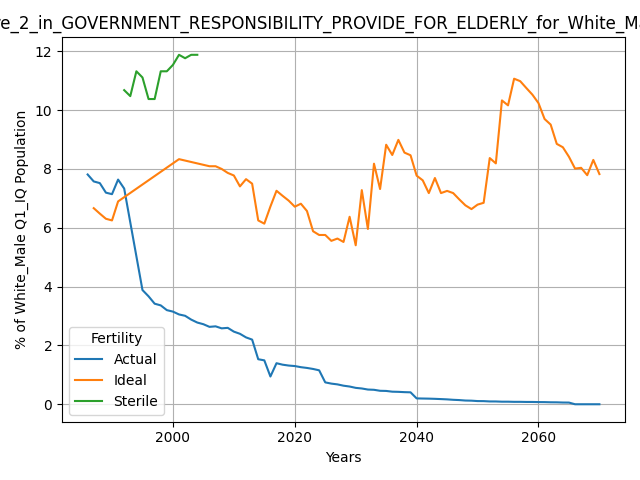 re_2_in_GOVERNMENT_RESPONSIBILITY_PROVIDE_FOR_ELDERLY_for_White_Ma
12
10
8
6
4
2
0
% of White_Male Q1_IQ Population
Fertility
Actual
Ideal
Sterile
2000 2020 2040 2060
Years